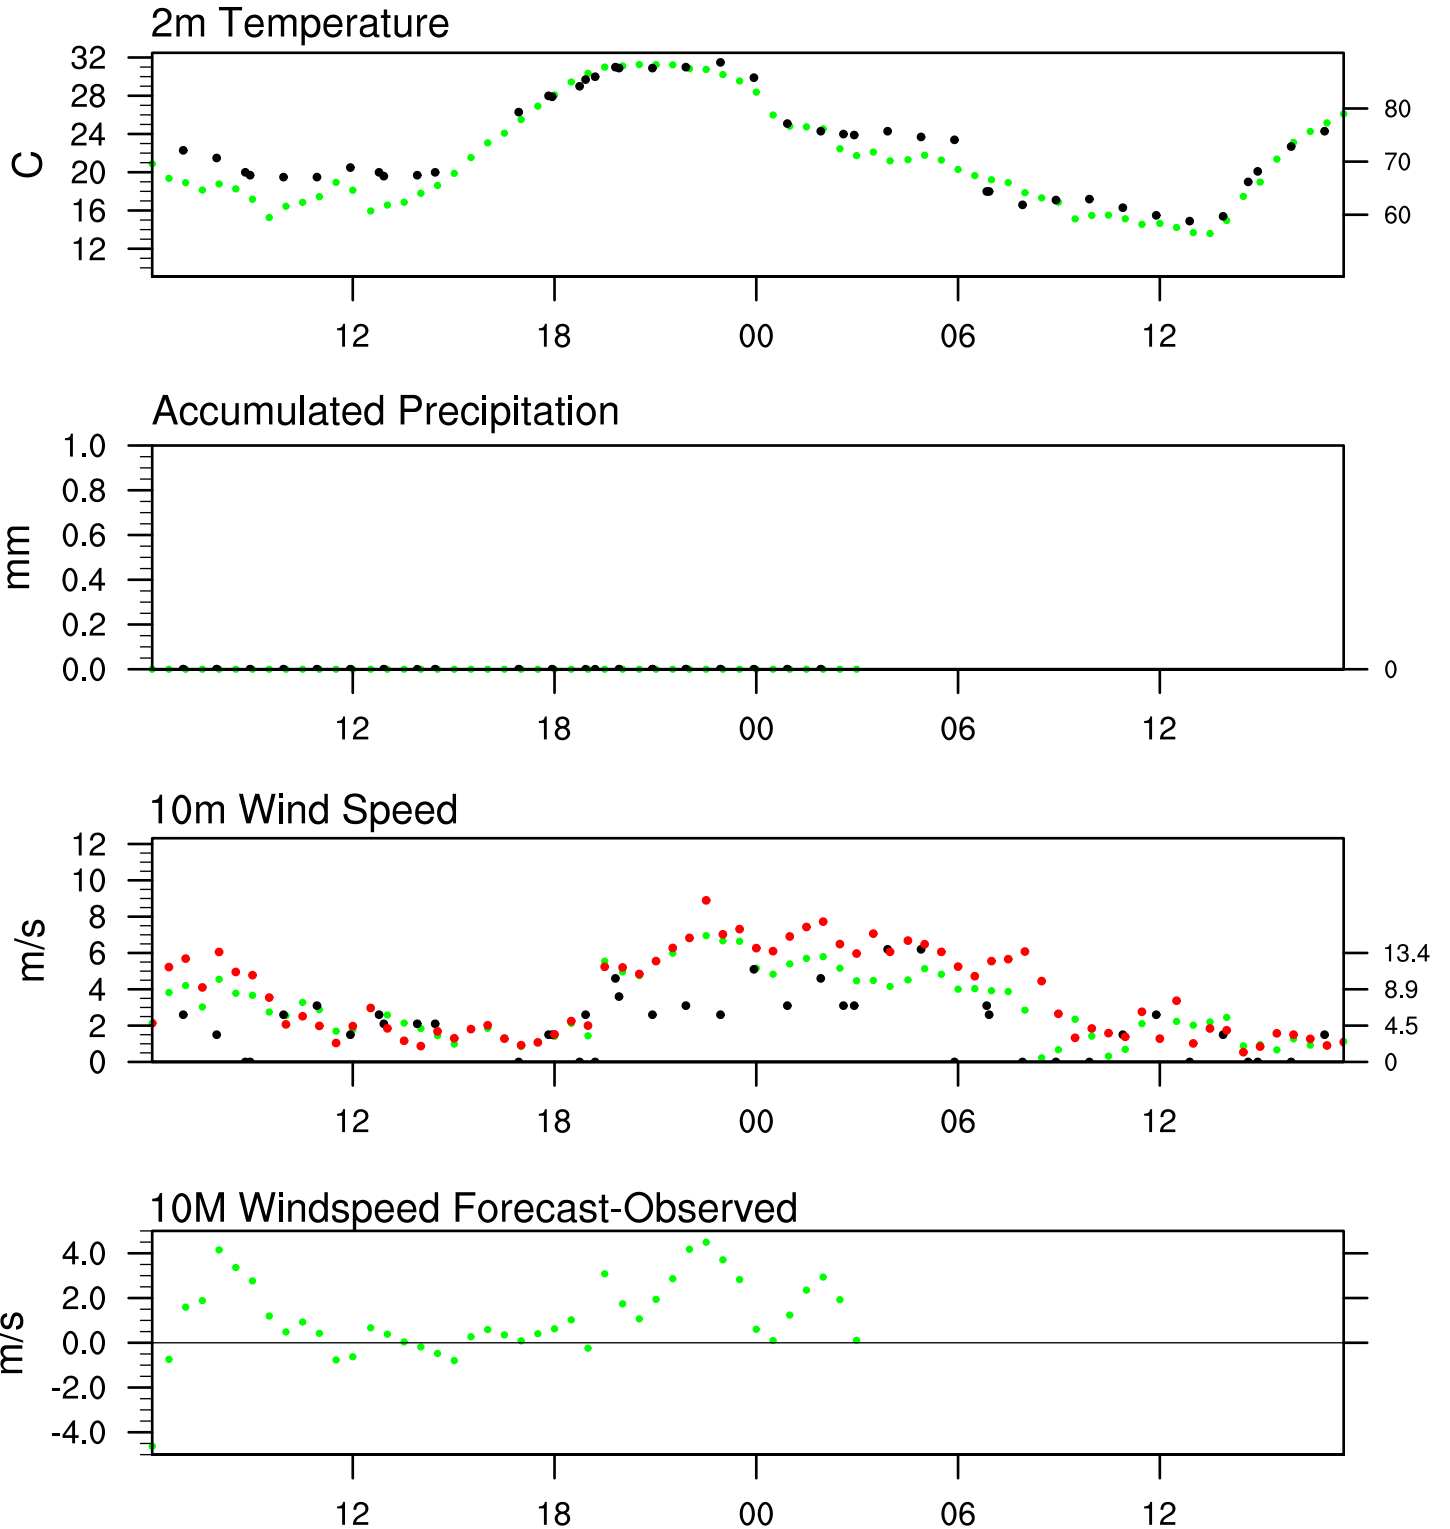 2m Temperature
32
28
24
20
16
12
C
80
70
60
12 18 00 06 12
Accumulated Precipitation
1.0
0.8
0.6
0.4
0.2
0.0
mm
0
12 18 00 06 12
10m Wind Speed
12
10
8
6
4
2
0
m/s
13.4
8.9
4.5
0
12 18 00 06 12
10M Windspeed Forecast-Observed
4.0
2.0
0.0
-2.0
-4.0
m/s
12 18 00 06 12